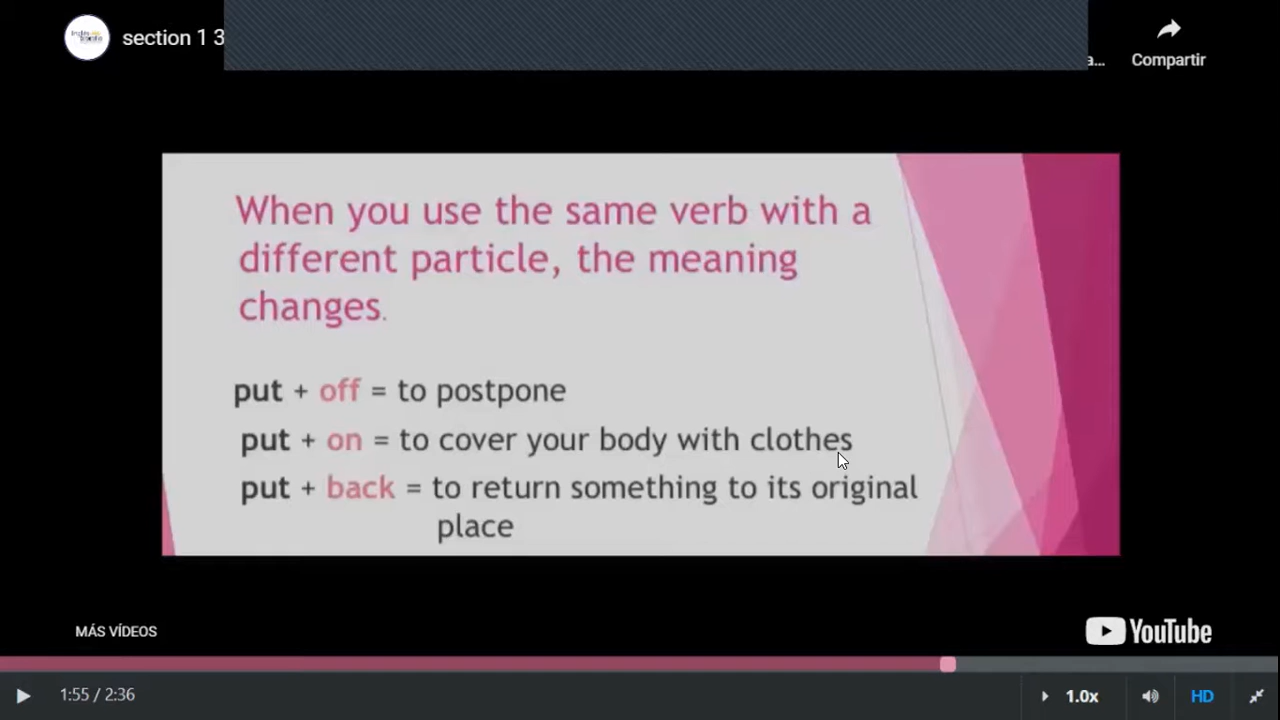 section 1 3
a...
Compartir
When you use the same verb with a
different particle, the meaning
changes.
put + off = to postpone
put + on = to cover your body with clothes
put + back = to return something to its original
place
MÁS VÍDEOS
YouTube
1:55 / 2:36
1.0x
HD